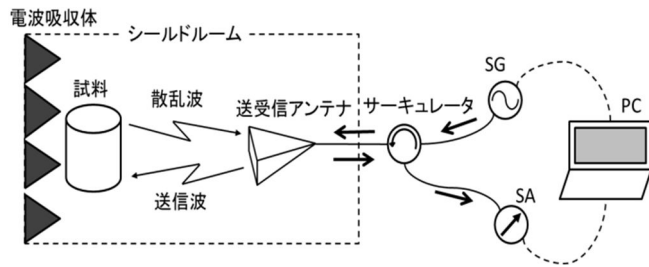 電波吸収体
シールドルーム
試料
散乱波
送受信アンテナ
サーキュレータ
SG
PC
送信波
SA